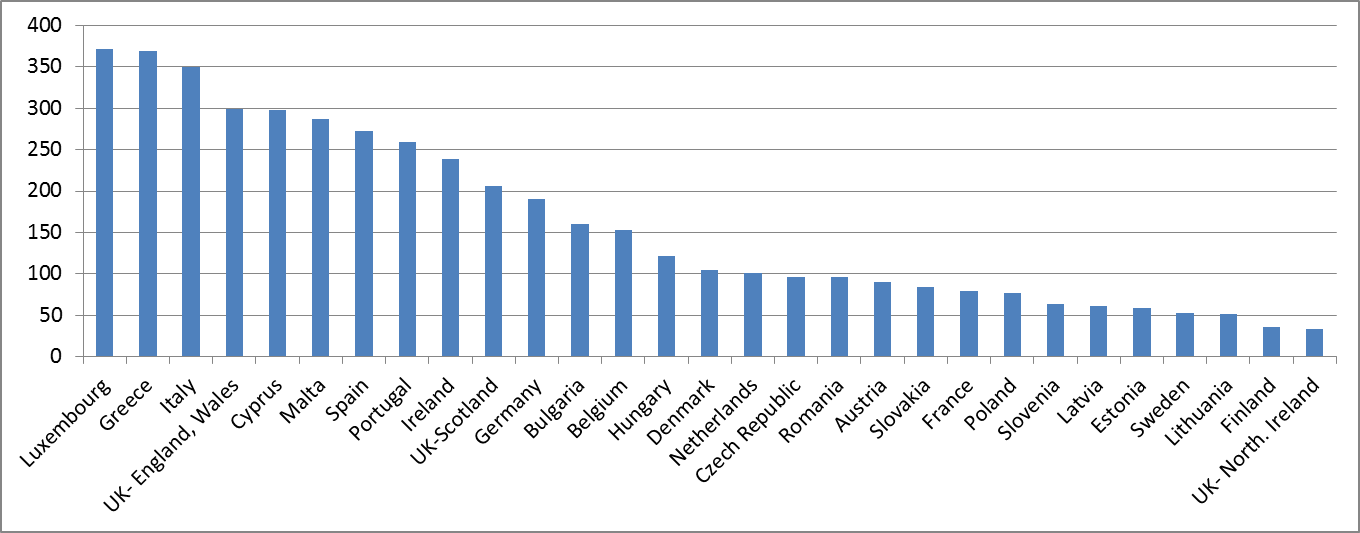 400
350
300
250
200
150
100
50
0
Luxembourg
Greece
Italy
UK- England, Wales
Cyprus
Malta
Spain
Portugal
Ireland
UK-Scotland
Germany
Bulgaria
Belgium
Hungary
Denmark
Netherlands
Czech Republic
Romania
Austria
Slovakia
France
Poland
Slovenia
Latvia
Estonia
Sweden
Lithuania
Finland
UK- North. Ireland